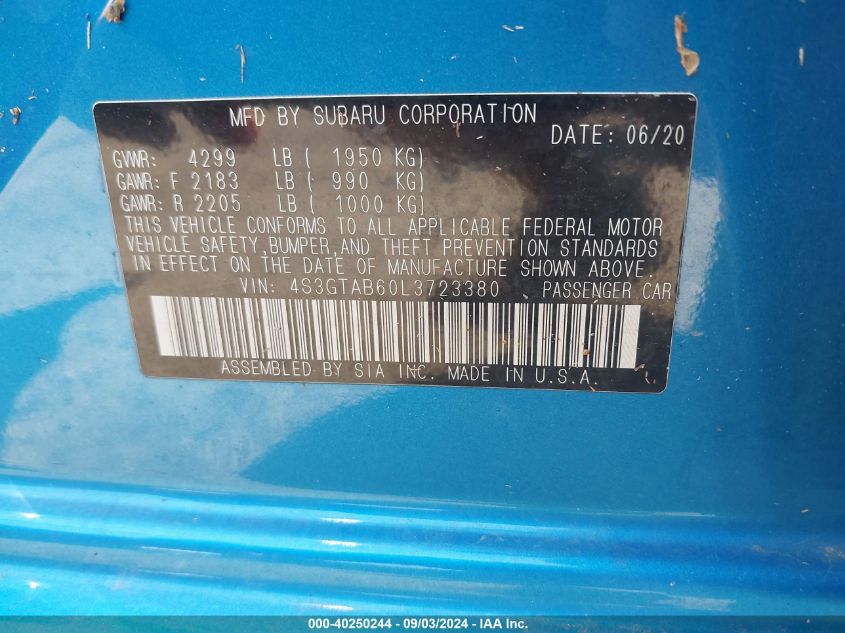 MFD BY SUBARU CORPORATION
DATE: 06/20
GVWR: 4299 LB ( 1950 KG)
GAWR: F 2183 LB ( 990 KG)
GAWR: R 2205 LB ( 1000 KG)
THIS VEHICLE CONFORMS TO ALL APPLICABLE FEDERAL MOTOR
VEHICLE SAFETY, BUMPER, AND THEFT PREVENTION STANDARDS
IN EFFECT ON THE DATE OF MANUFACTURE SHOWN ABOVE.
VIN: 4S3GTAB60L3723380 PASSENGER CAR
ASSEMBLED BY SIA INC. MADE IN U.S.A.
000-40250244 - 09/03/2024 - IAA Inc.